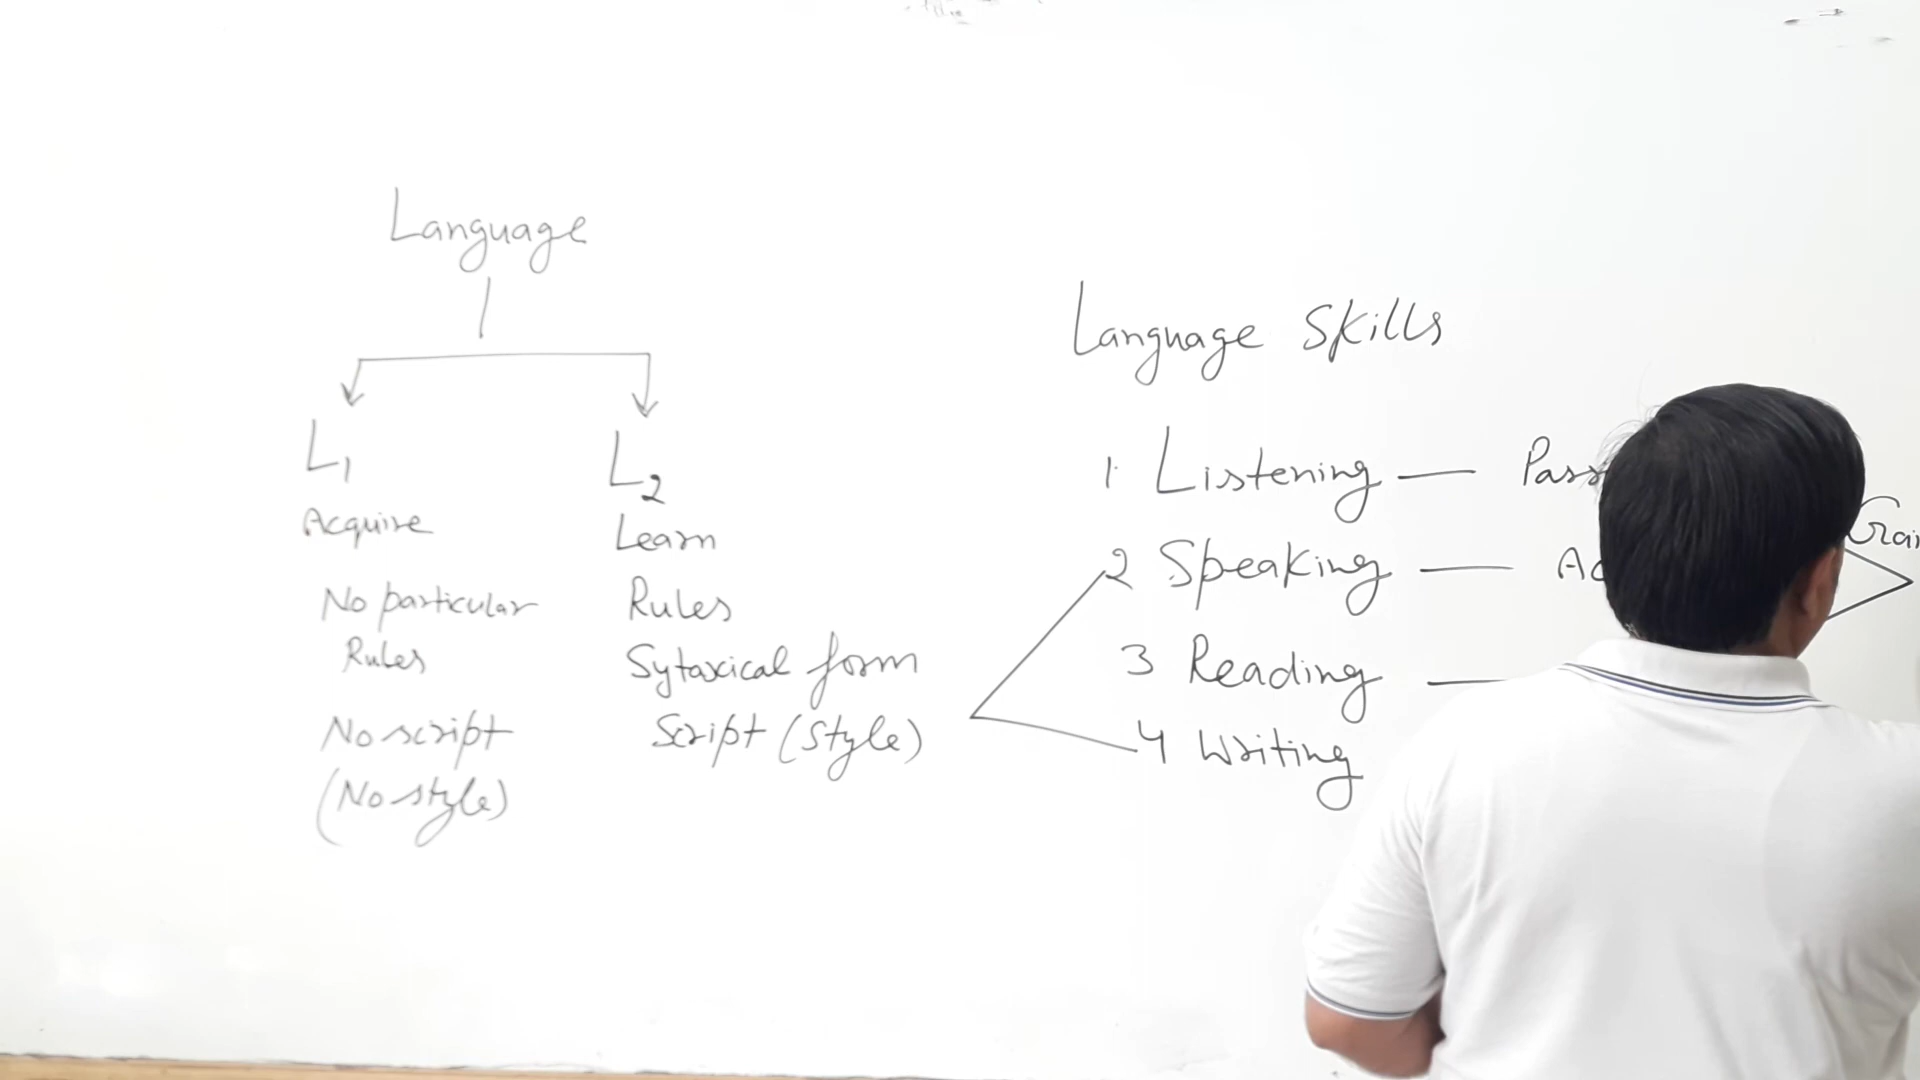 Language
L1
Acquire
No particular
Rules
No script
(No style)
L2
Learn
Rules
Sytaxical form
Script (Style)
Language Skills
1 Listening —
2 Speaking —
3 Reading —
4 Writing